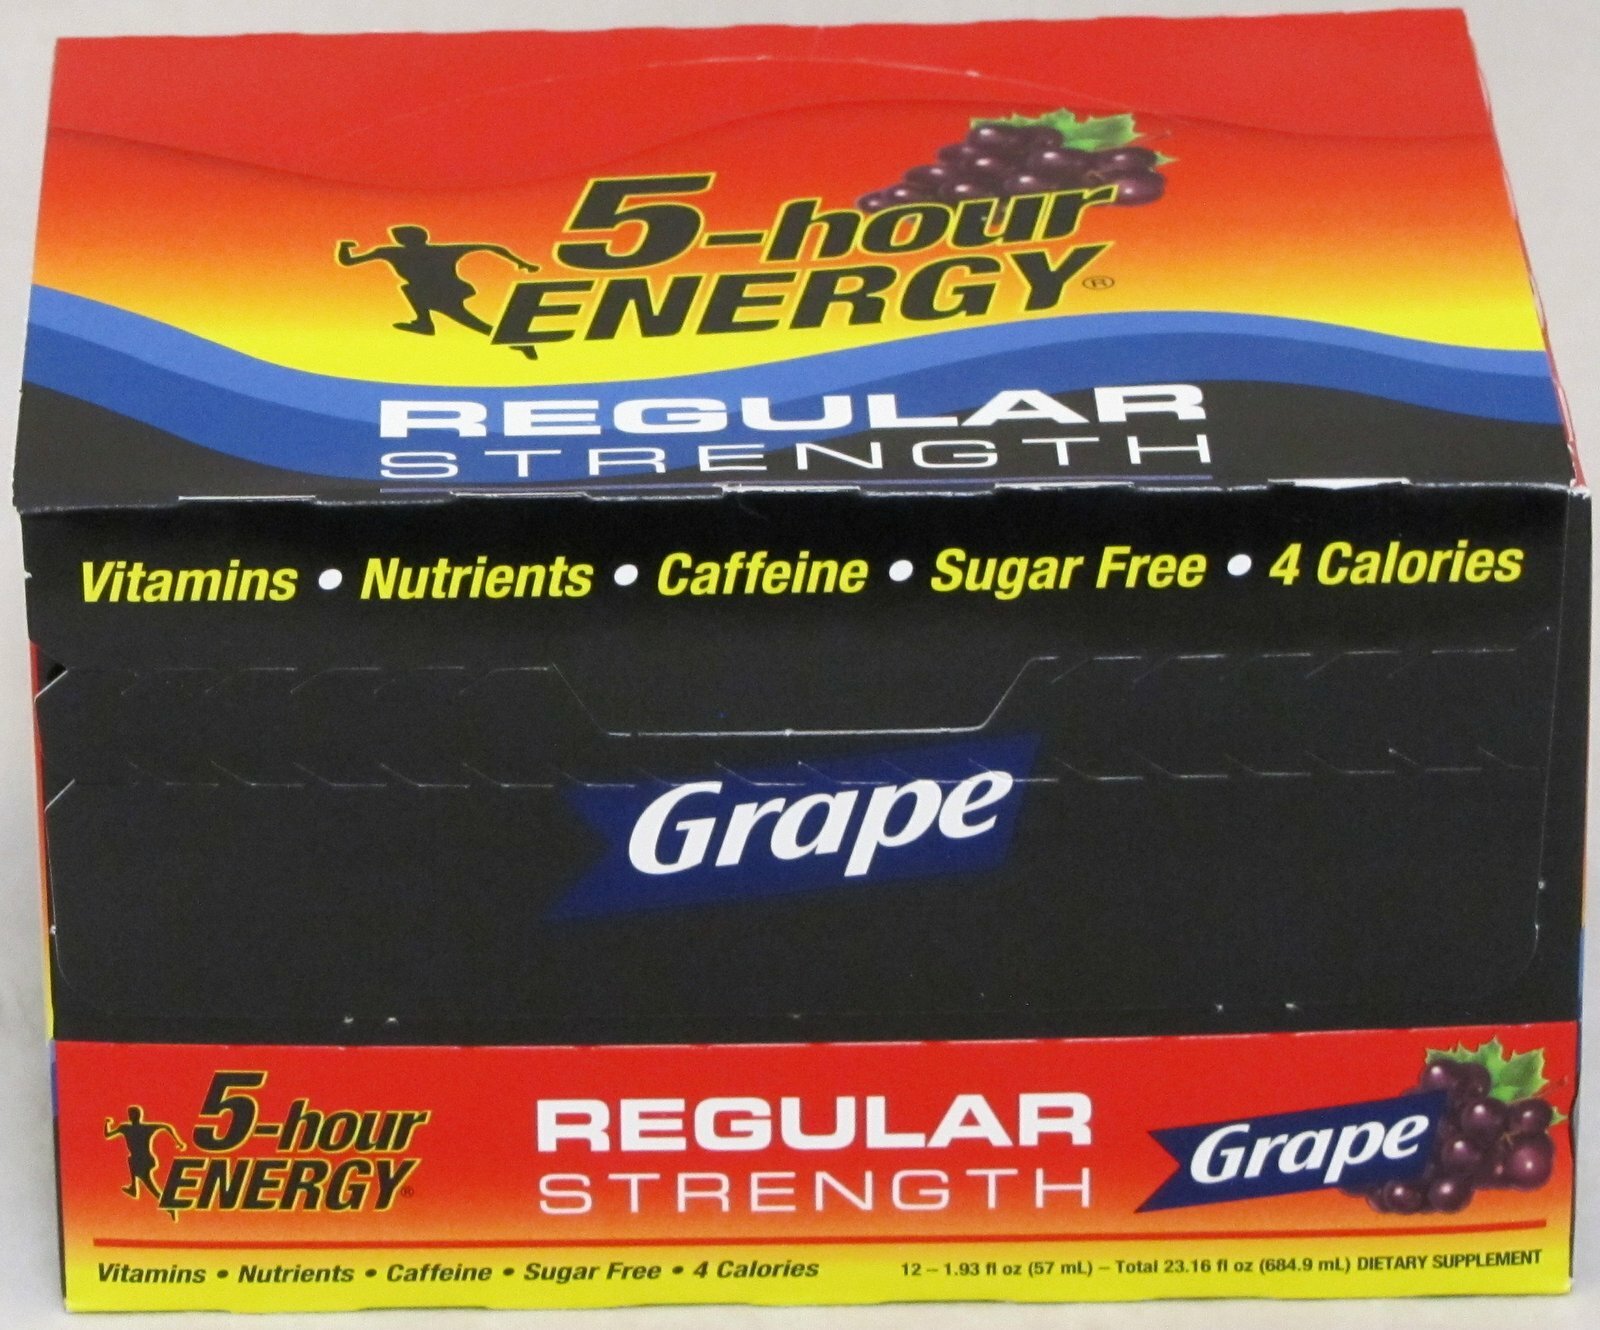 5-hour
ENERGY®
REGULAR
STRENGTH
Vitamins • Nutrients • Caffeine • Sugar Free • 4 Calories
Grape
5-hour
ENERGY®
REGULAR
STRENGTH
Grape
Vitamins • Nutrients • Caffeine • Sugar Free • 4 Calories
12 – 1.93 fl oz (57 mL) – Total 23.16 fl oz (684.9 mL) DIETARY SUPPLEMENT